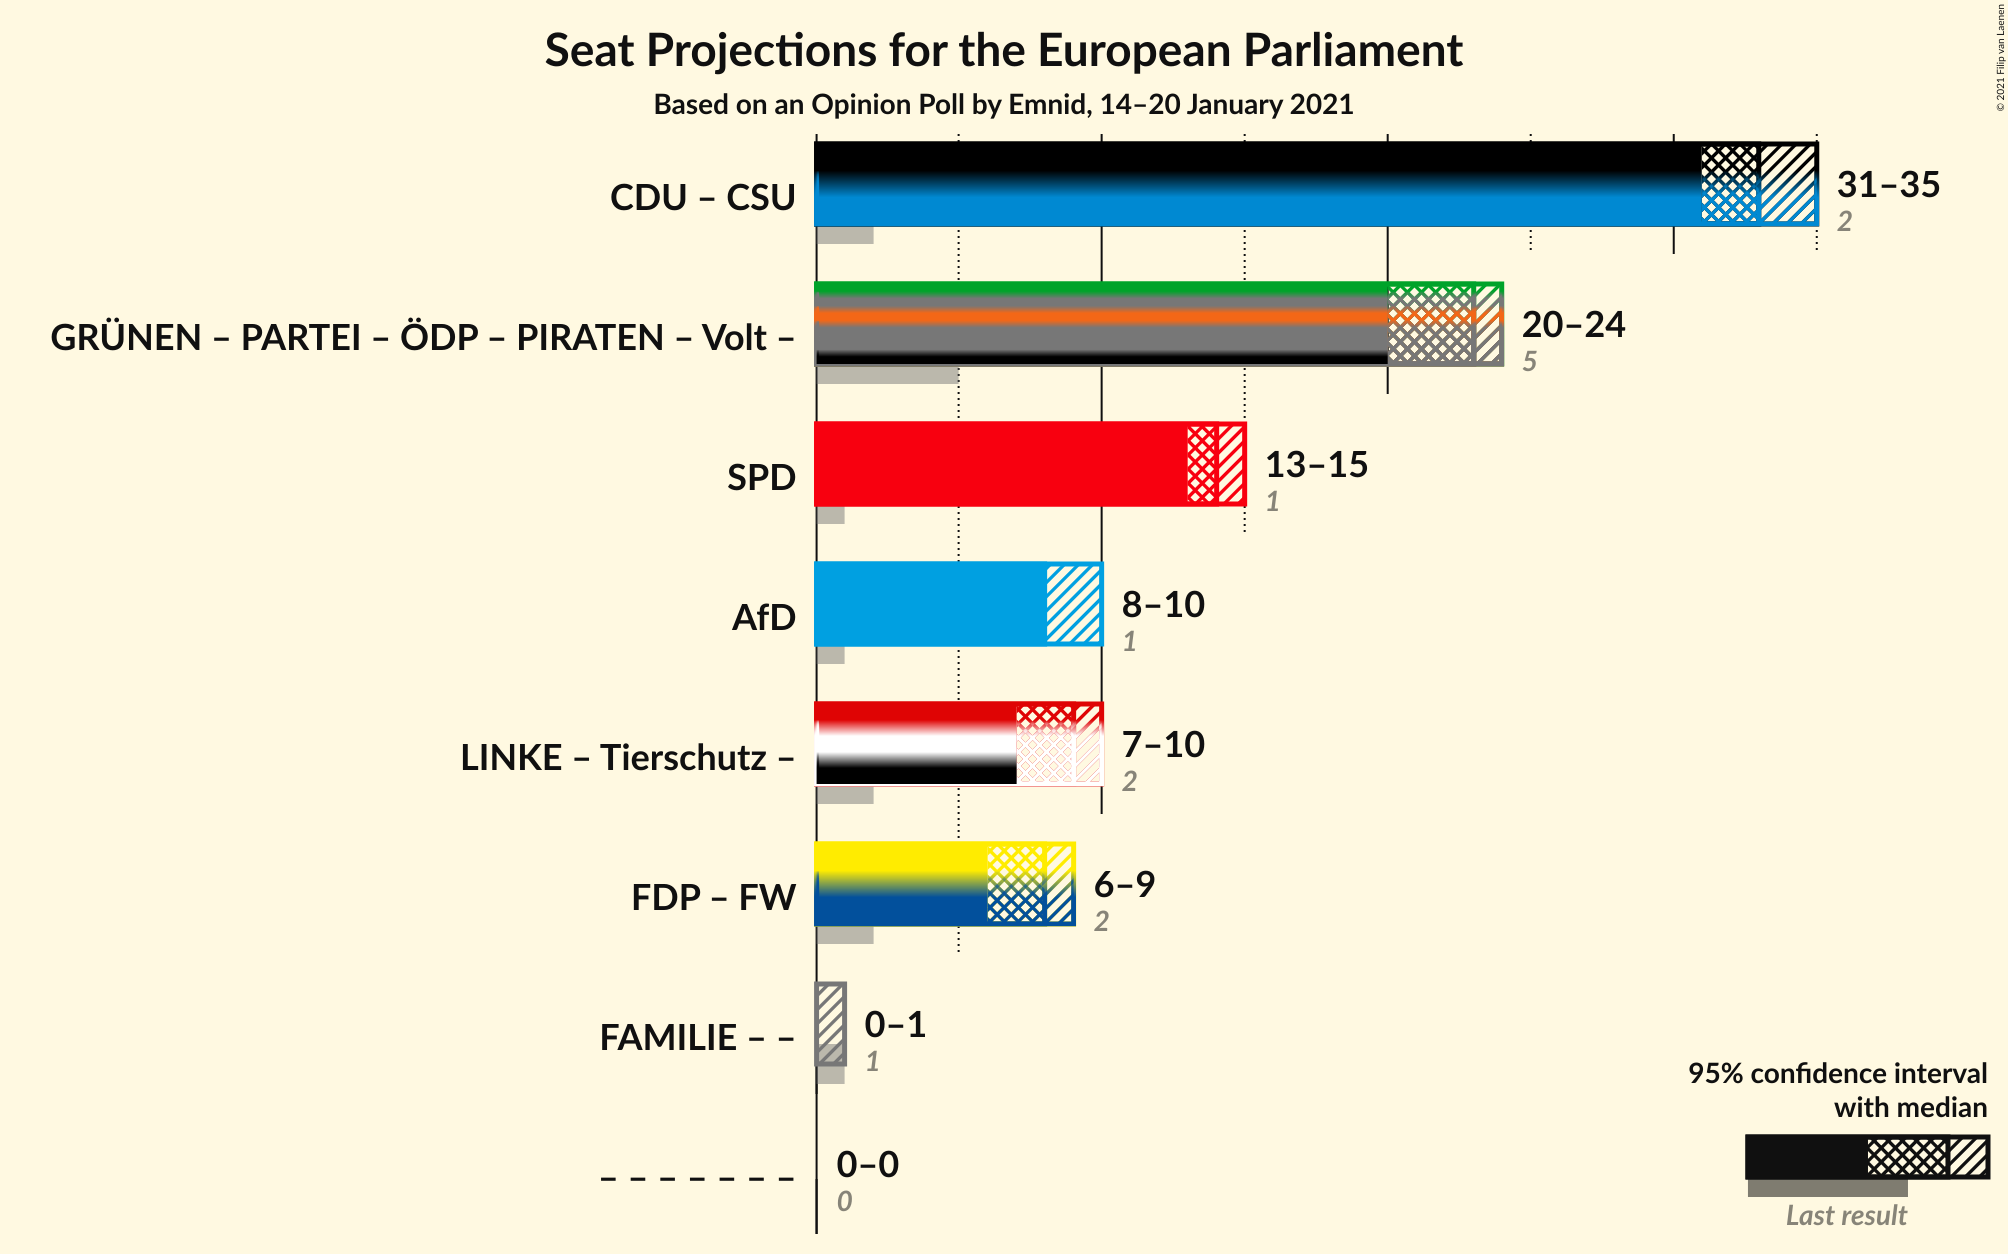 Seat Projections for the European Parliament
Based on an Opinion Poll by Emnid, 14–20 January 2021
© 2021 Filip van Laenen
CDU – CSU
31–35
2
GRÜNEN – PARTEI – ÖDP – PIRATEN – Volt –
20–24
5
SPD
13–15
1
AfD
8–10
1
LINKE – Tierschutz –
7–10
2
FDP – FW
6–9
2
FAMILIE – –
0–1
1
– – – – – – –
0–0
0
95% confidence interval
with median
Last result